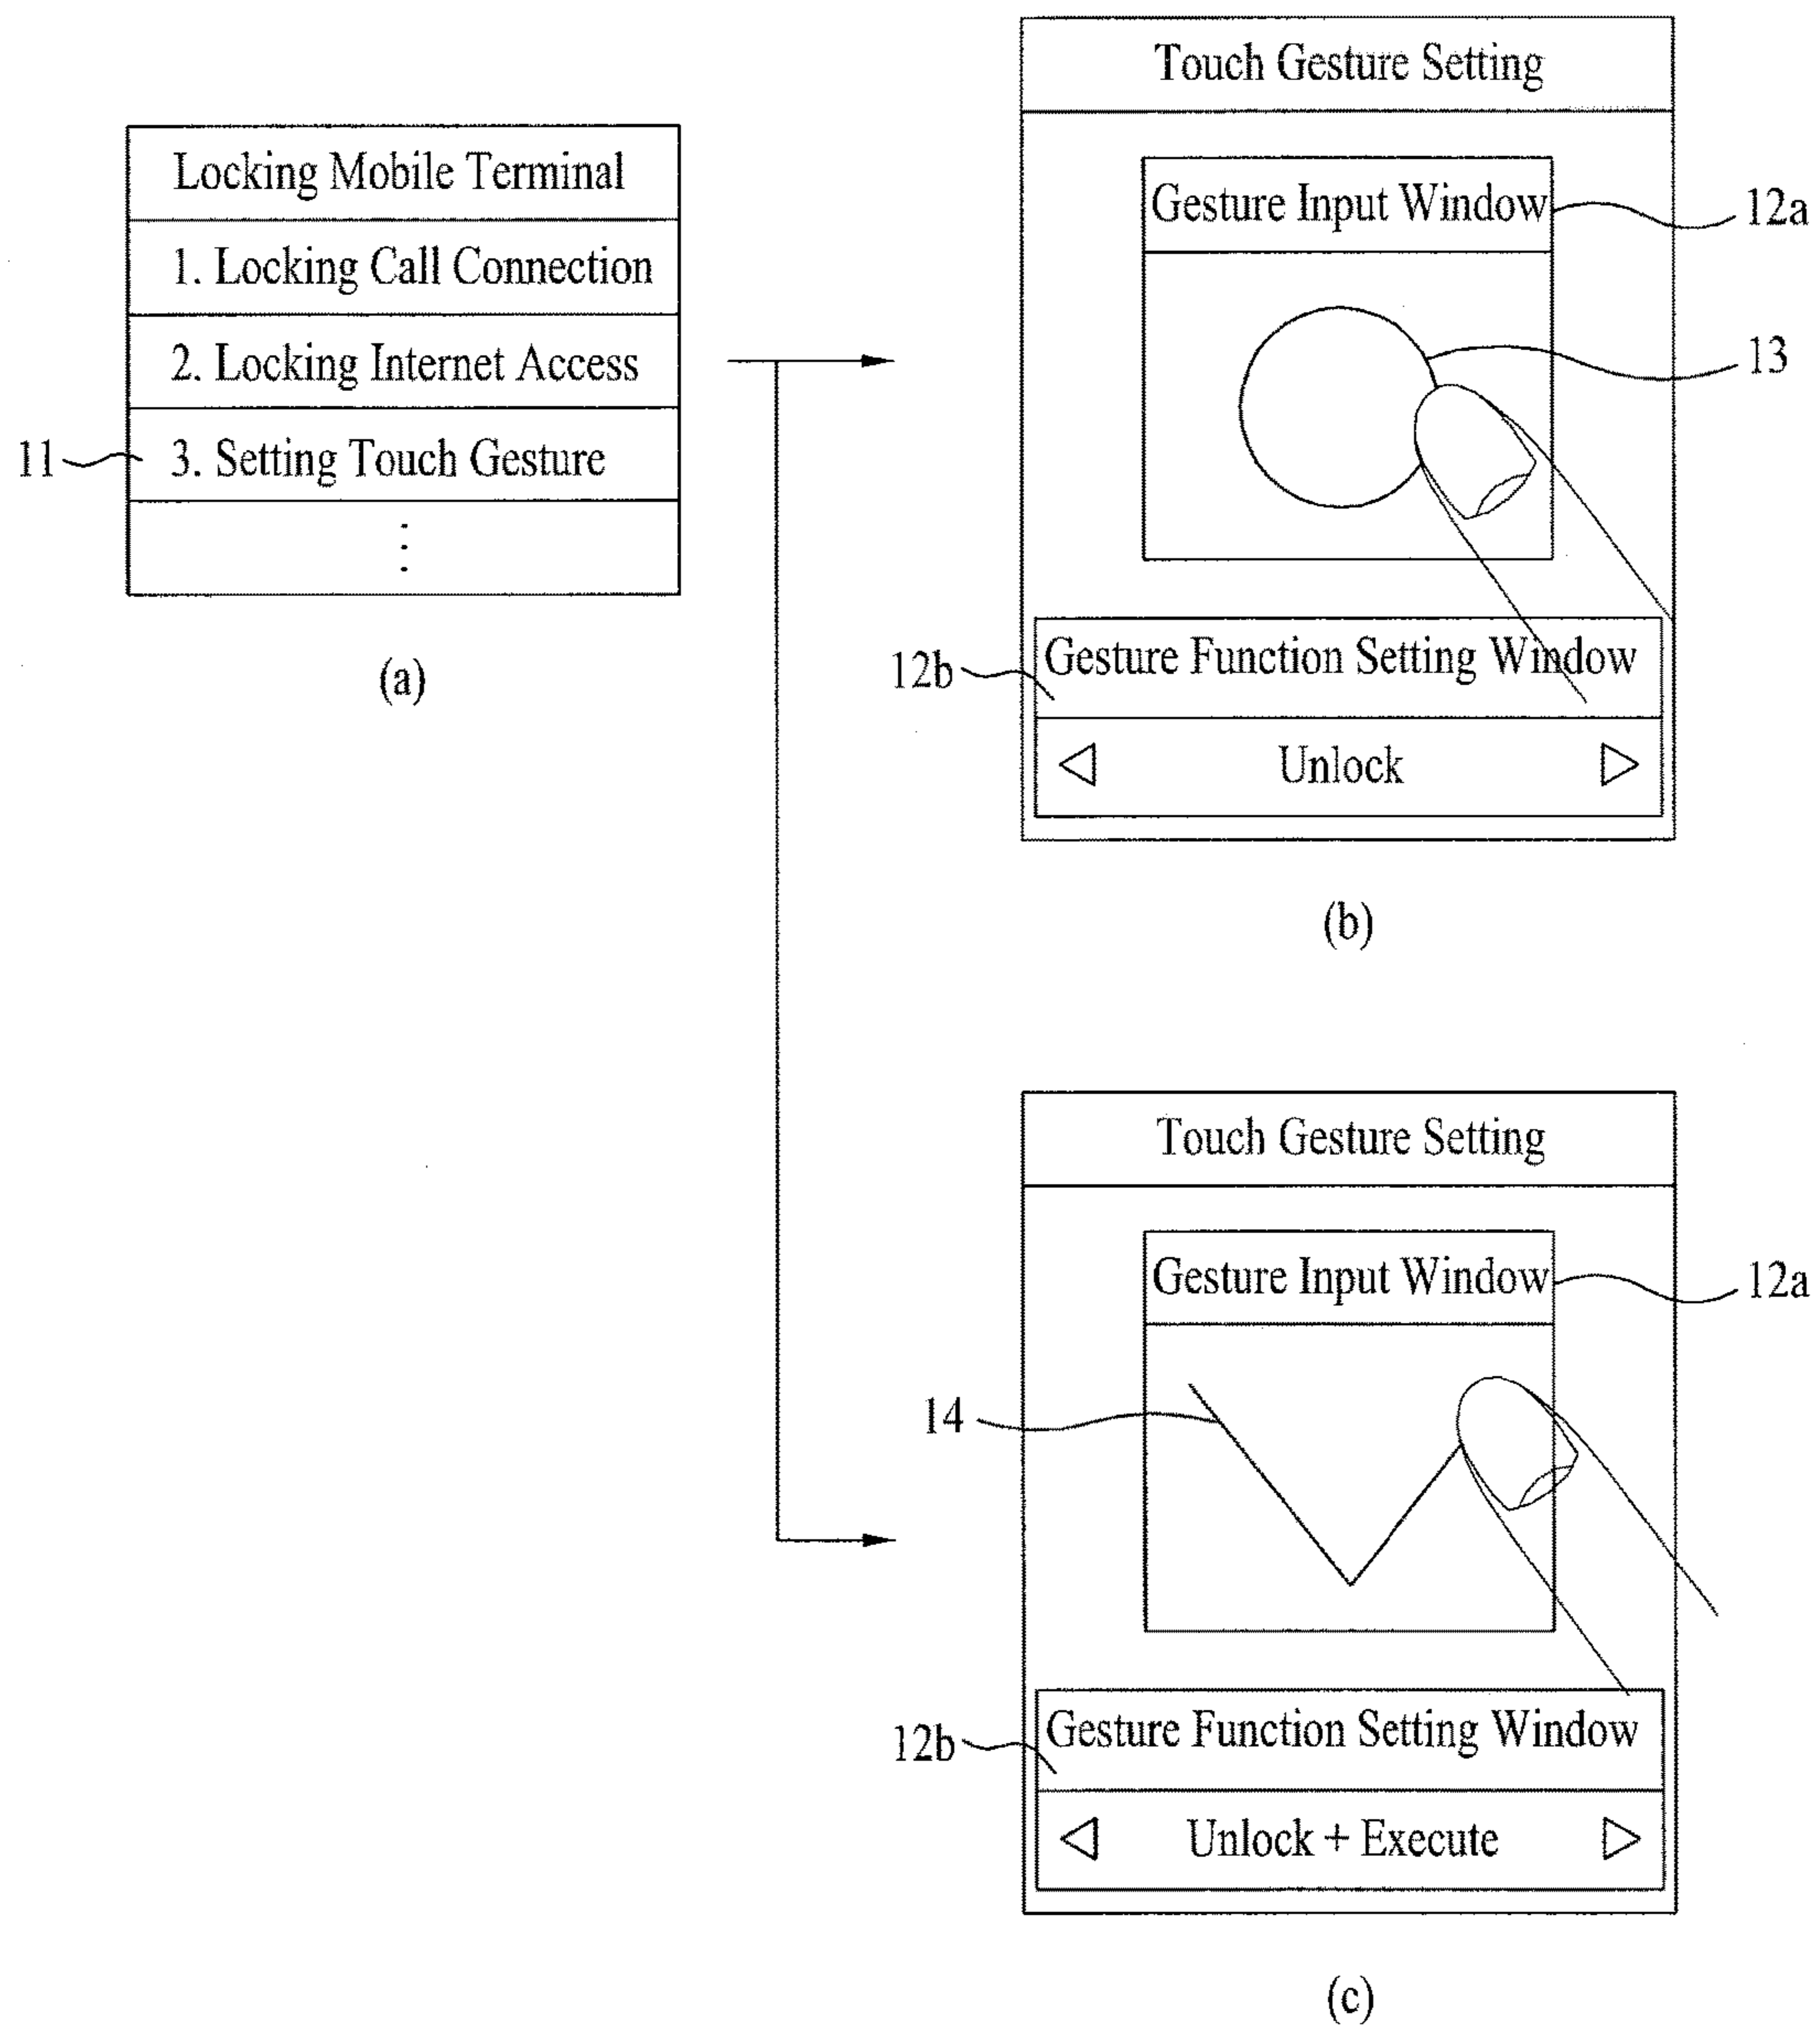 Locking Mobile Terminal
1. Locking Call Connection
2. Locking Internet Access
11
3. Setting Touch Gesture
(a)
Touch Gesture Setting
Gesture Input Window
12a
13
12b
Gesture Function Setting Window
Unlock
(b)
Touch Gesture Setting
Gesture Input Window
12a
14
12b
Gesture Function Setting Window
Unlock + Execute
(c)